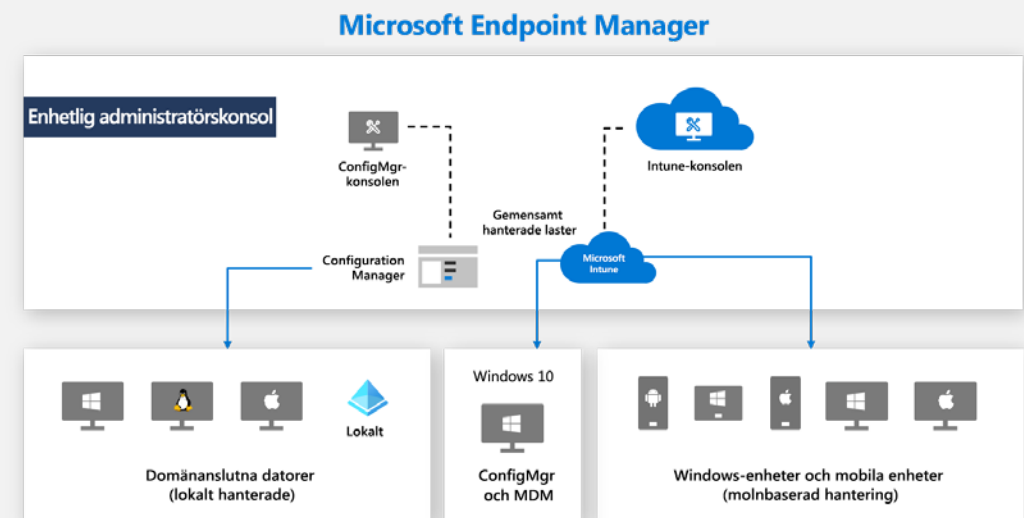 Microsoft Endpoint Manager
Enhetlig administratörskonsol
ConfigMgr-
konsolen
Intune-konsolen
Gemensamt
hanterade laster
Configuration
Manager
Microsoft
Intune
Lokalt
Domänanslutna datorer
(lokalt hanterade)
Windows 10
ConfigMgr
och MDM
Windows-enheter och mobila enheter
(molnbaserad hantering)